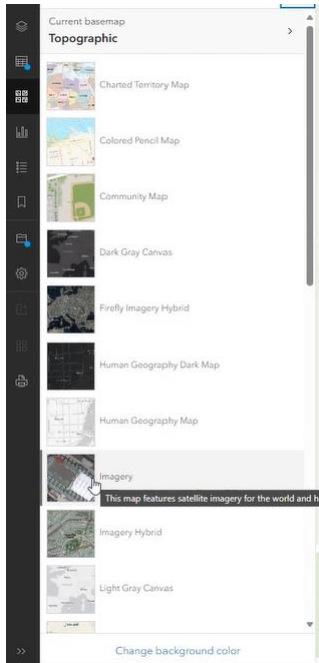 Current basemap
Topographic
Charted Territory Map
Colored Pencil Map
Community Map
Dark Gray Canvas
Firefly Imagery Hybrid
Human Geography Dark Map
Human Geography Map
Imagery
This map features satellite imagery for the world and h
Imagery Hybrid
Light Gray Canvas
Change background color